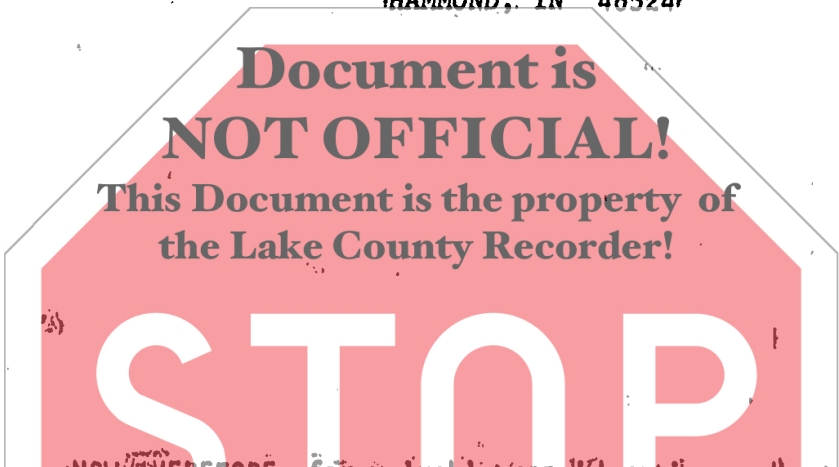 HAMMOND, IN 46324
Document is
NOT OFFICIAL!
This Document is the property of
the Lake County Recorder!
STOP